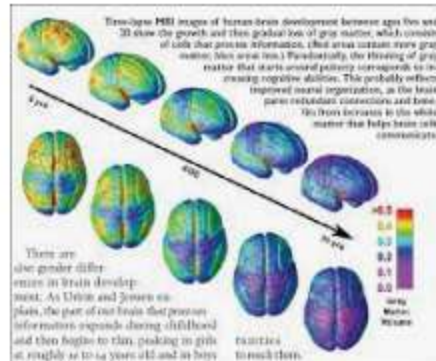 Time-lapse MRI images of human brain development between ages five and
20 show the growth and then gradual loss of gray matter, which consists
of cells that process information. (Red areas contain more gray
matter, blue areas less.) Paradoxically, the thinning of gray
matter that starts around puberty corresponds to in-
creasing cognitive abilities. This probably reflects
improved neural organization, as the brain
pares redundant connections and bene-
fits from increases in the white
matter that helps brain cells
communicate.
5 yrs
AGE
20 yrs
>0.5
0.4
0.3
0.2
0.1
0.0
Gray
Matter
Volume
There are
also gender differ
ences in brain develop
ment. As Urion and Jensen ex
plain, the part of our brain that processes
information expands during childhood
and then begins to thin, peaking in girls
at roughly 12 to 14 years old and in boys
to reach them.